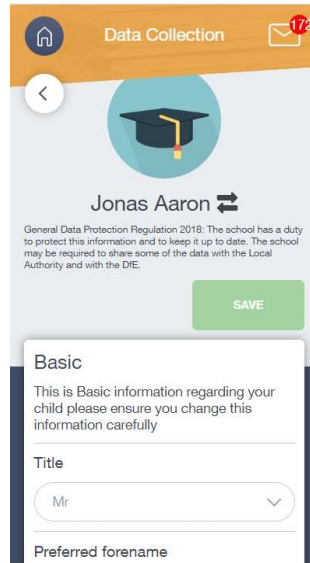 Data Collection
172
Jonas Aaron
General Data Protection Regulation 2018: The school has a duty
to protect this information and to keep it up to date. The school
may be required to share some of the data with the Local
Authority and with the DfE.
SAVE
Basic
This is Basic information regarding your
child please ensure you change this
information carefully
Title
Mr
Preferred forename